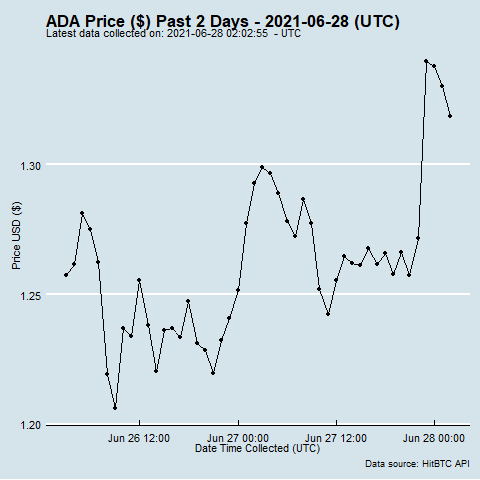 ADA Price ($) Past 2 Days - 2021-06-28 (UTC)
Latest data collected on: 2021-06-28 02:02:55  - UTC
Price USD ($)
1.30
1.25
1.20
Jun 26 12:00
Jun 27 00:00
Jun 27 12:00
Jun 28 00:00
Date Time Collected (UTC)
Data source: HitBTC API